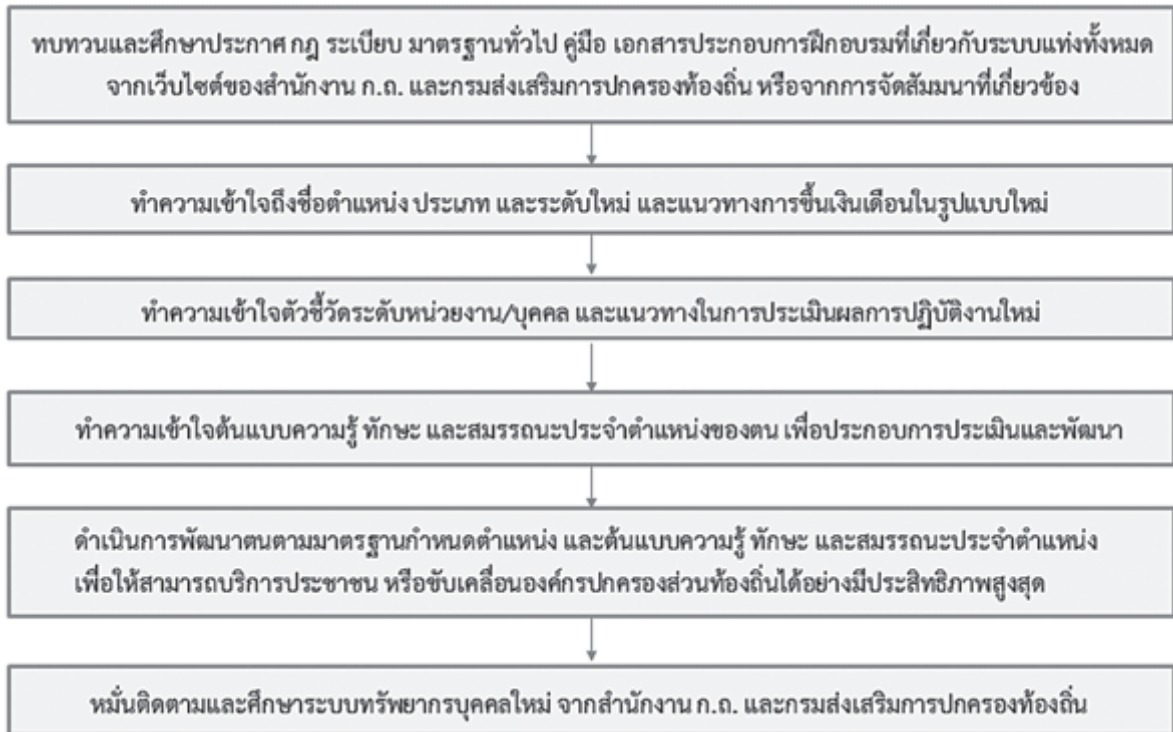 ทบทวนและศึกษาประกาศ กฎ ระเบียบ มาตรฐานทั่วไป คู่มือ เอกสารประกอบการฝึกอบรมที่เกี่ยวกับระบบแท่งทั้งหมด
จากเว็บไซต์ของสำนักงาน ก.ถ. และกรมส่งเสริมการปกครองท้องถิ่น หรือจากการจัดสัมมนาที่เกี่ยวข้อง
ทำความเข้าใจถึงชื่อตำแหน่ง ประเภท และระดับใหม่ และแนวทางการขึ้นเงินเดือนในรูปแบบใหม่
ทำความเข้าใจตัวชี้วัดระดับหน่วยงาน/บุคคล และแนวทางในการประเมินผลการปฏิบัติงานใหม่
ทำความเข้าใจต้นแบบความรู้ ทักษะ และสมรรถนะประจำตำแหน่งของตน เพื่อประกอบการประเมินและพัฒนา
ดำเนินการพัฒนาตนตามมาตรฐานกำหนดตำแหน่ง และต้นแบบความรู้ ทักษะ และสมรรถนะประจำตำแหน่ง
เพื่อให้สามารถบริการประชาชน หรือขับเคลื่อนองค์กรปกครองส่วนท้องถิ่นได้อย่างมีประสิทธิภาพสูงสุด
หมั่นติดตามและศึกษาระบบทรัพยากรบุคคลใหม่ จากสำนักงาน ก.ถ. และกรมส่งเสริมการปกครองท้องถิ่น